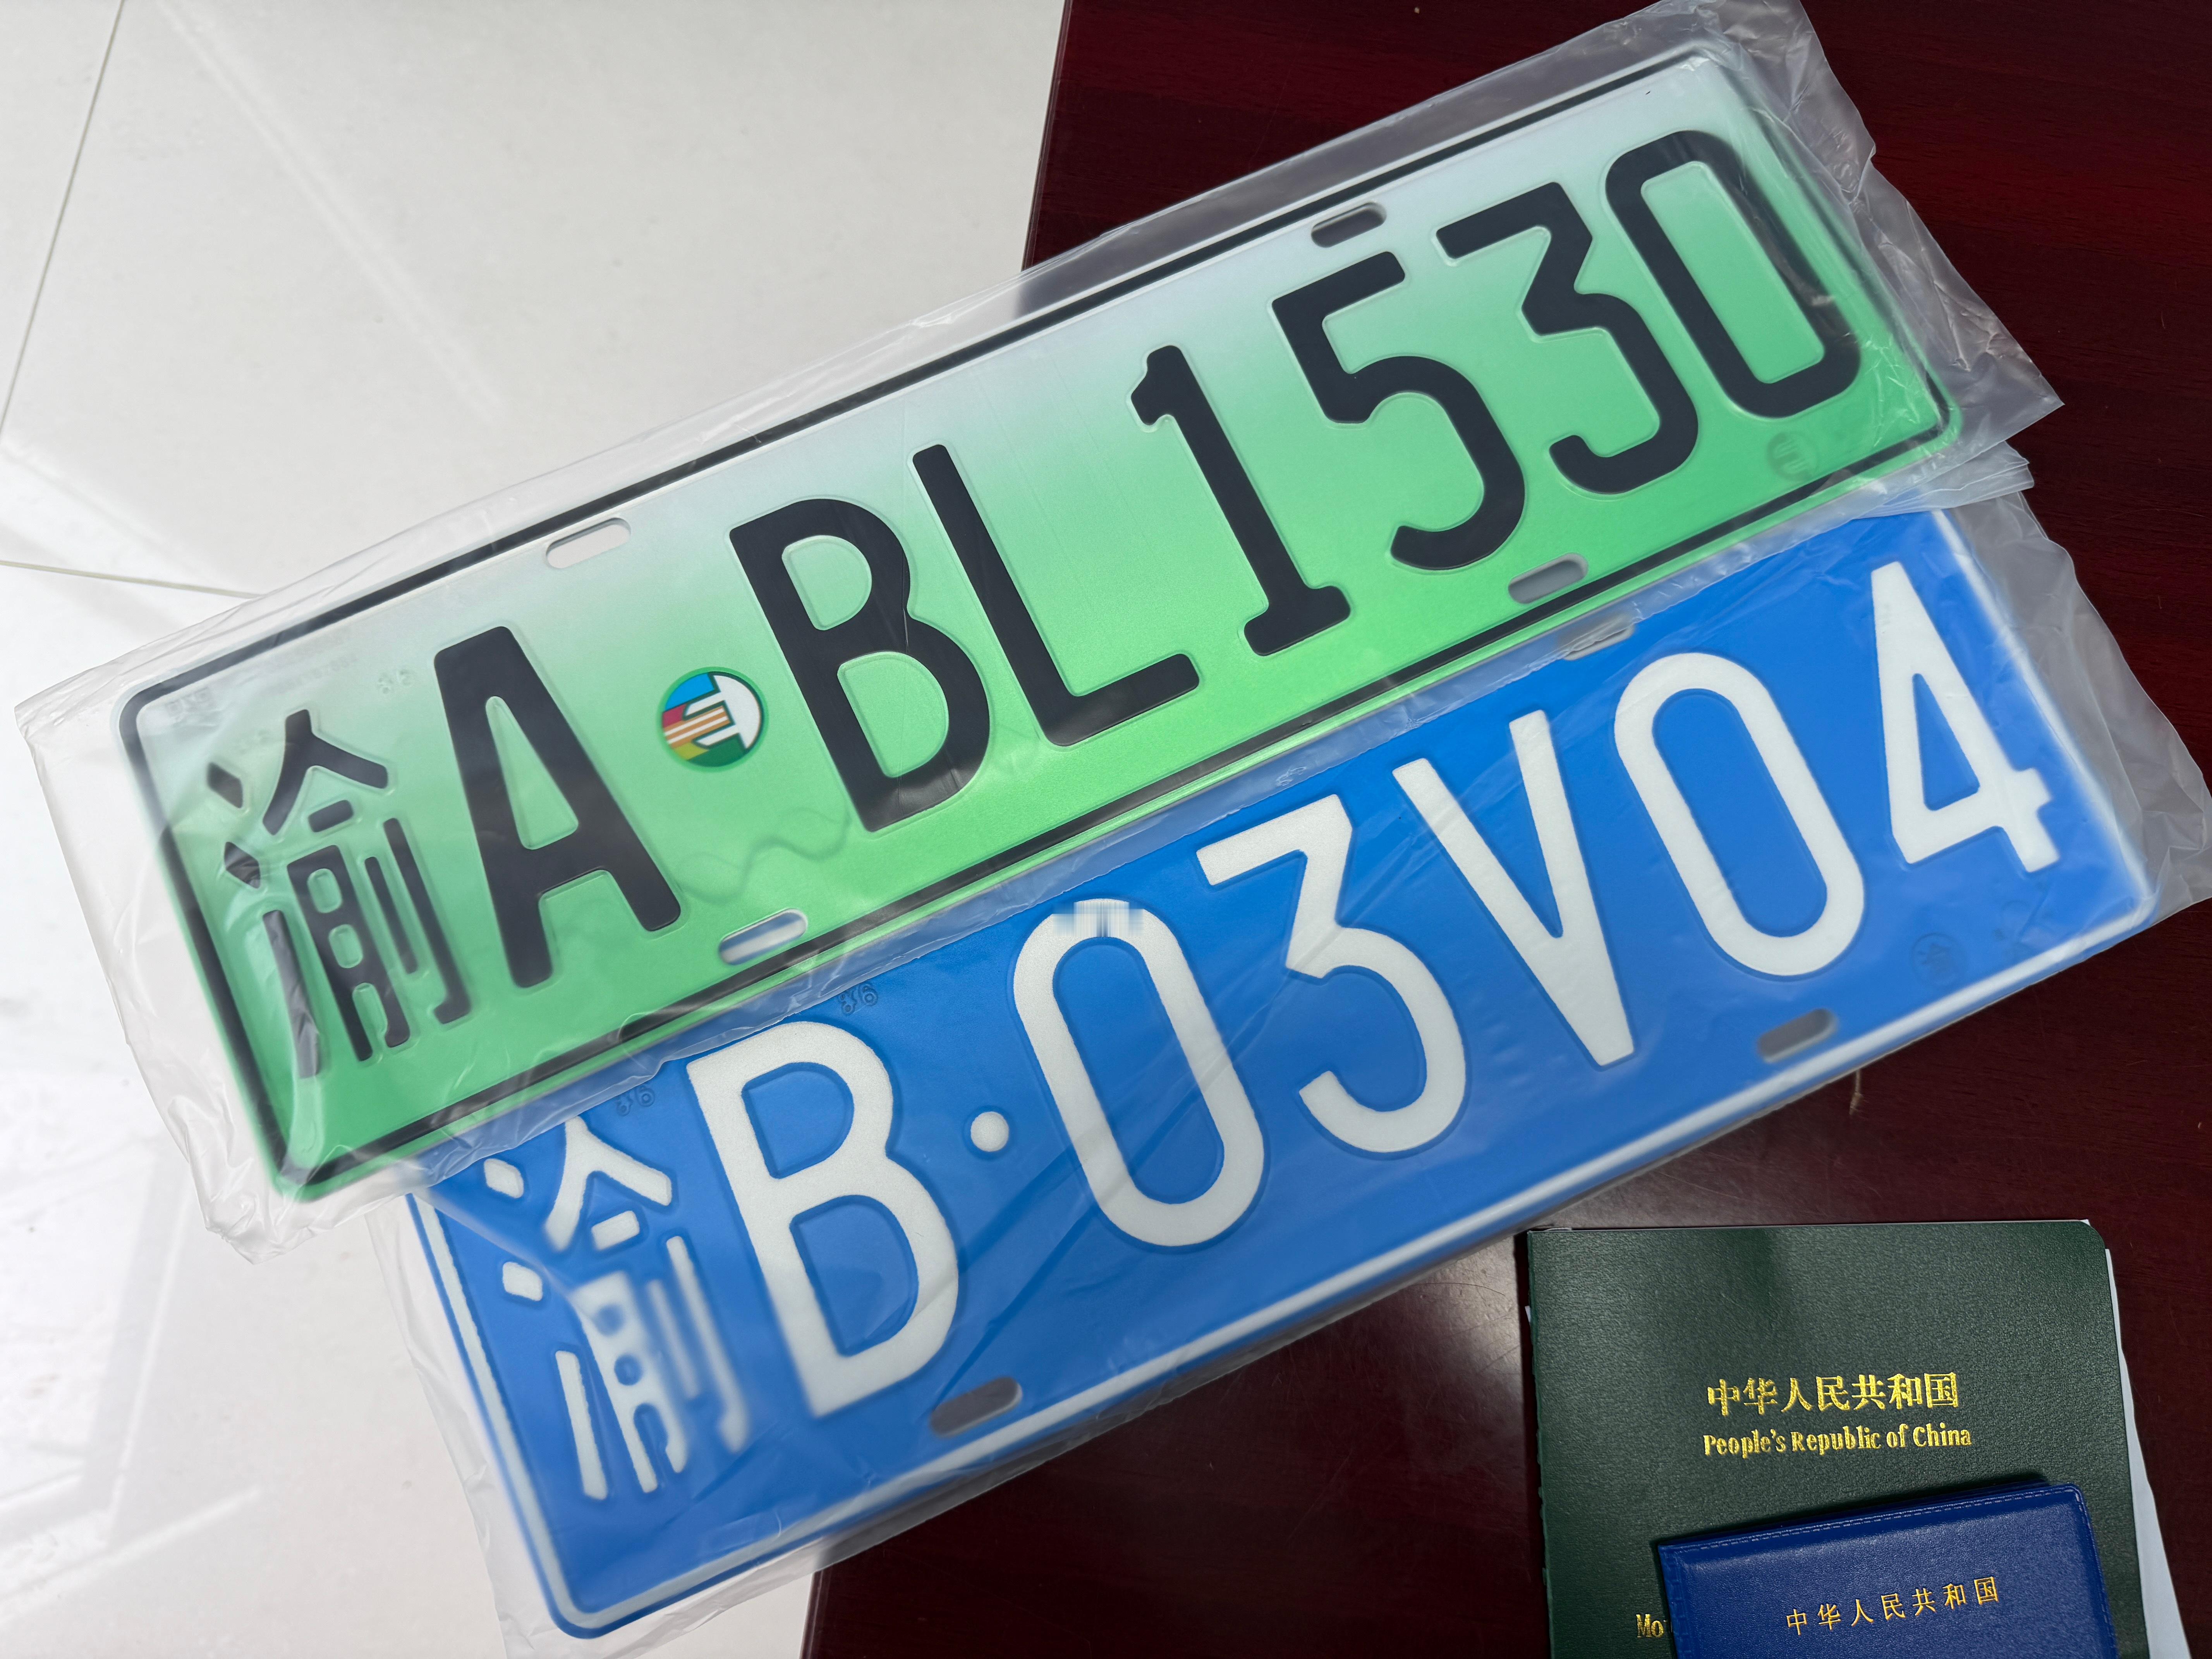 渝A·BL1530
渝B·03V04
中华人民共和国
People's Republic of China
中华人民共和国